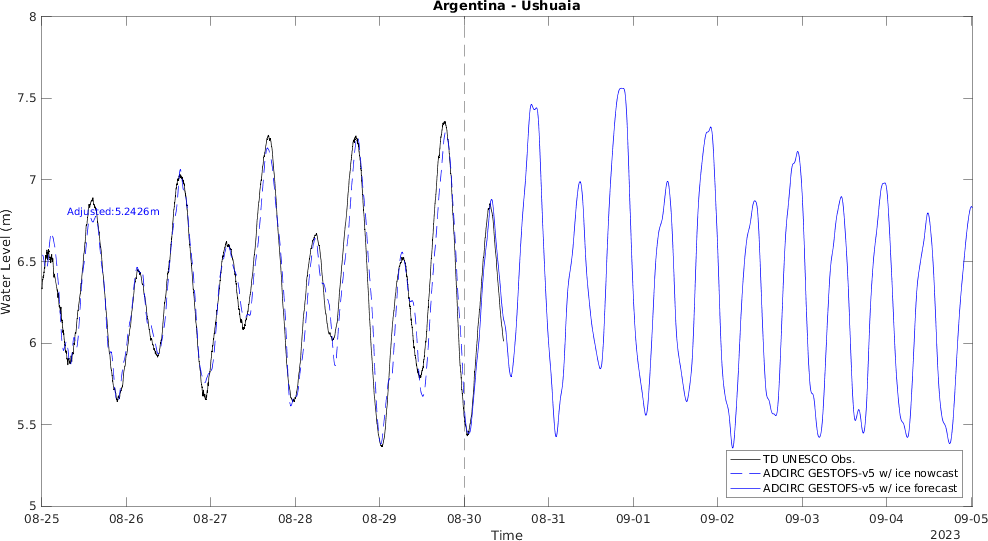 Argentina - Ushuaia
8
7.5
7
6.5
6
5.5
5
Water Level (m)
Adjusted:5.2426m
TD UNESCO Obs.
ADCIRC GESTOFS-v5 w/ ice nowcast
ADCIRC GESTOFS-v5 w/ ice forecast
08-25 08-26 08-27 08-28 08-29 08-30 08-31 09-01 09-02 09-03 09-04 09-05
Time
2023